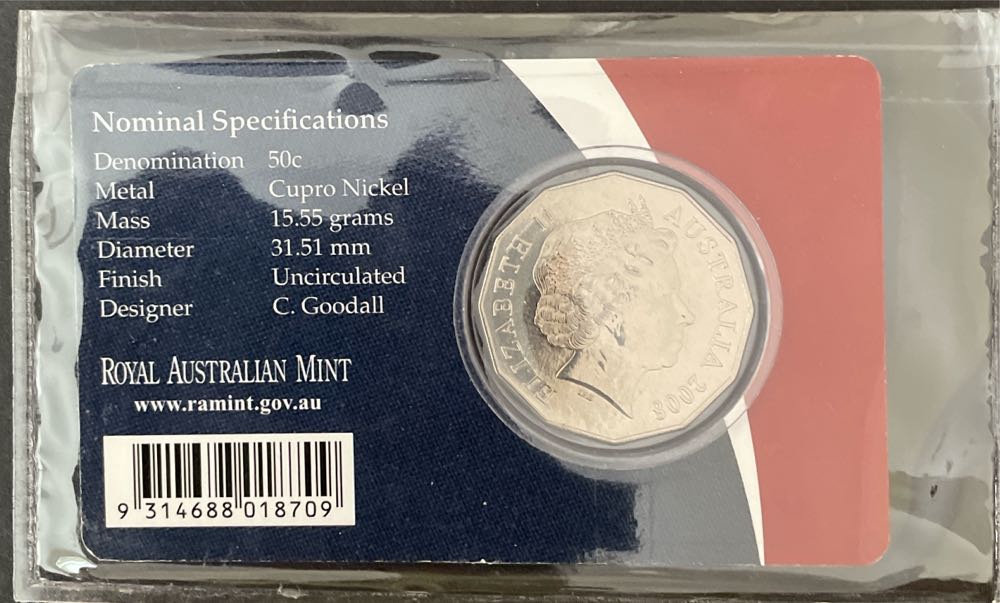 Nominal Specifications
Denomination 50c
Metal Cupro Nickel
Mass 15.55 grams
Diameter 31.51 mm
Finish Uncirculated
Designer C. Goodall
ROYAL AUSTRALIAN MINT
www.ramint.gov.au
9 314688 018709
ELIZABETH II
AUSTRALIA 2008
IRB